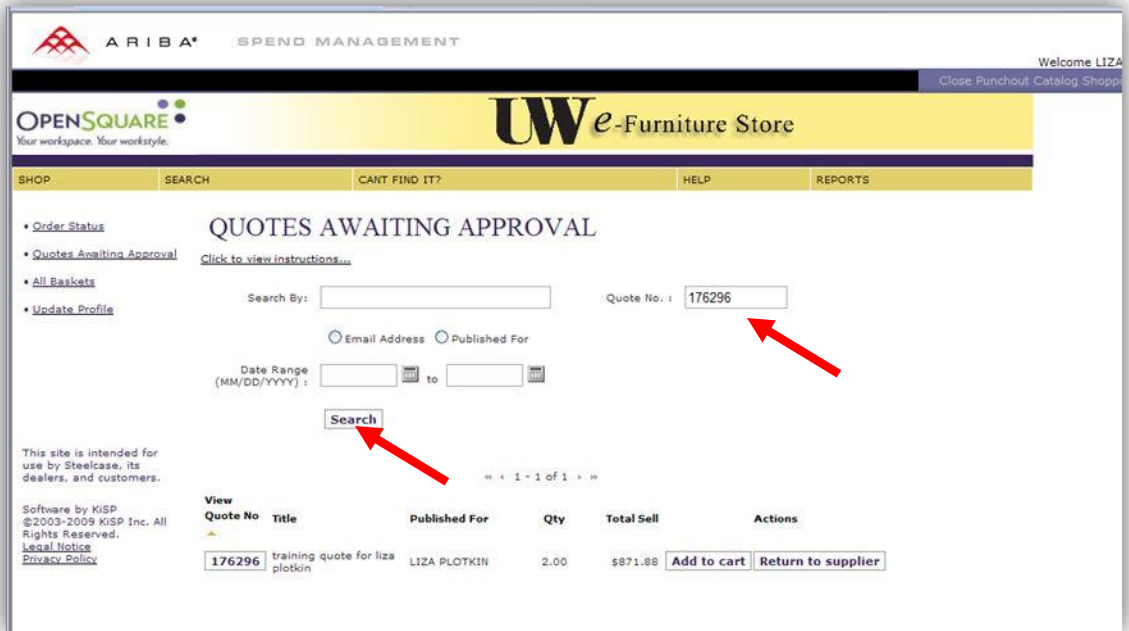 ARIBA® SPEND MANAGEMENT
Welcome LIZA
Close Punchout Catalog Shoppi
OPENSQUARE
Your workspace. Your workstyle.
UW e-Furniture Store
SHOP SEARCH CANT FIND IT? HELP REPORTS
• Order Status
• Quotes Awaiting Approval
• All Baskets
• Update Profile
QUOTES AWAITING APPROVAL
Click to view instructions...
Search By: Quote No. : 176296
Email Address Published For
Date Range
(MM/DD/YYYY) : to
Search
This site is intended for
use by Steelcase, its
dealers, and customers.
Software by KiSP
©2003-2009 KiSP Inc. All
Rights Reserved.
Legal Notice
Privacy Policy
« ‹ 1 - 1 of 1 › »
View
Quote No Title Published For Qty Total Sell Actions
176296 training quote for liza
plotkin LIZA PLOTKIN 2.00 $871.88 Add to cart Return to supplier